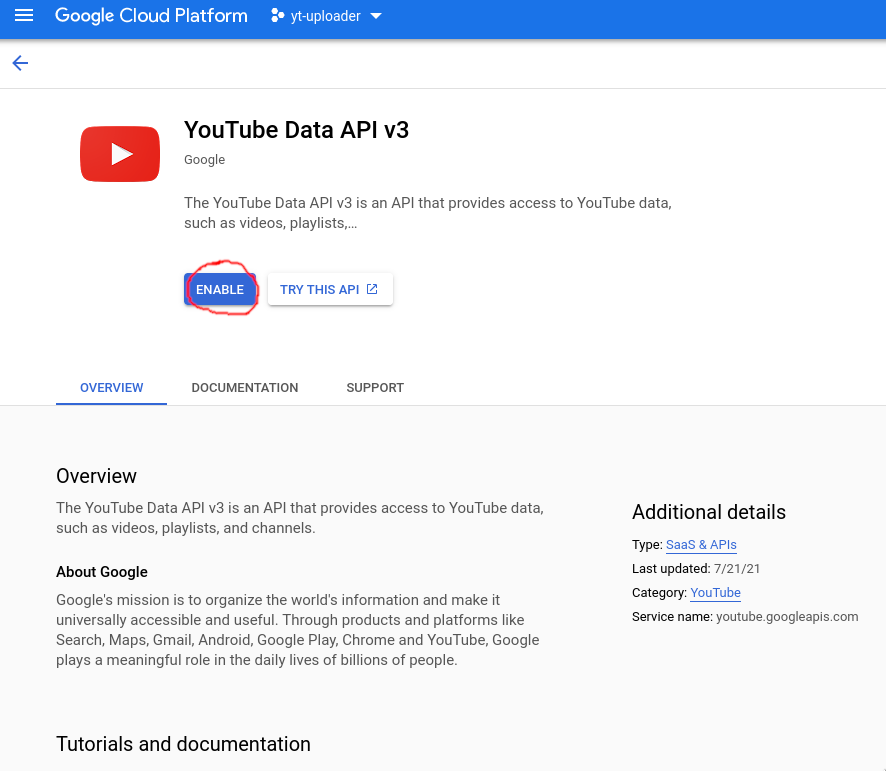 Google Cloud Platform yt-uploader
YouTube Data API v3
Google
The YouTube Data API v3 is an API that provides access to YouTube data,
such as videos, playlists,…
ENABLE TRY THIS API
OVERVIEW DOCUMENTATION SUPPORT
Overview
The YouTube Data API v3 is an API that provides access to YouTube data,
such as videos, playlists, and channels.
About Google
Google's mission is to organize the world's information and make it
universally accessible and useful. Through products and platforms like
Search, Maps, Gmail, Android, Google Play, Chrome and YouTube, Google
plays a meaningful role in the daily lives of billions of people.
Additional details
Type: SaaS & APIs
Last updated: 7/21/21
Category: YouTube
Service name: youtube.googleapis.com
Tutorials and documentation